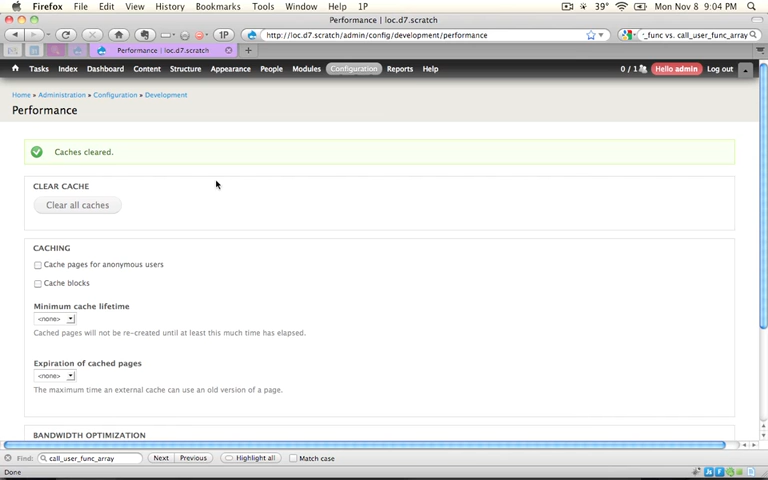 Firefox File Edit View History Bookmarks Tools Window Help 1P 39° Mon Nov 8 9:04 PM
Performance | loc.d7.scratch
1P http://loc.d7.scratch/admin/config/development/performance _func vs. call_user_func_array
Performance | loc.d7.scratch
Tasks Index Dashboard Content Structure Appearance People Modules Configuration Reports Help 0 / 1 Hello admin Log out
Home » Administration » Configuration » Development
Performance
Caches cleared.
CLEAR CACHE
Clear all caches
CACHING
Cache pages for anonymous users
Cache blocks
Minimum cache lifetime
<none>
Cached pages will not be re-created until at least this much time has elapsed.
Expiration of cached pages
<none>
The maximum time an external cache can use an old version of a page.
BANDWIDTH OPTIMIZATION
Find: call_user_func_array Next Previous Highlight all Match case
Done